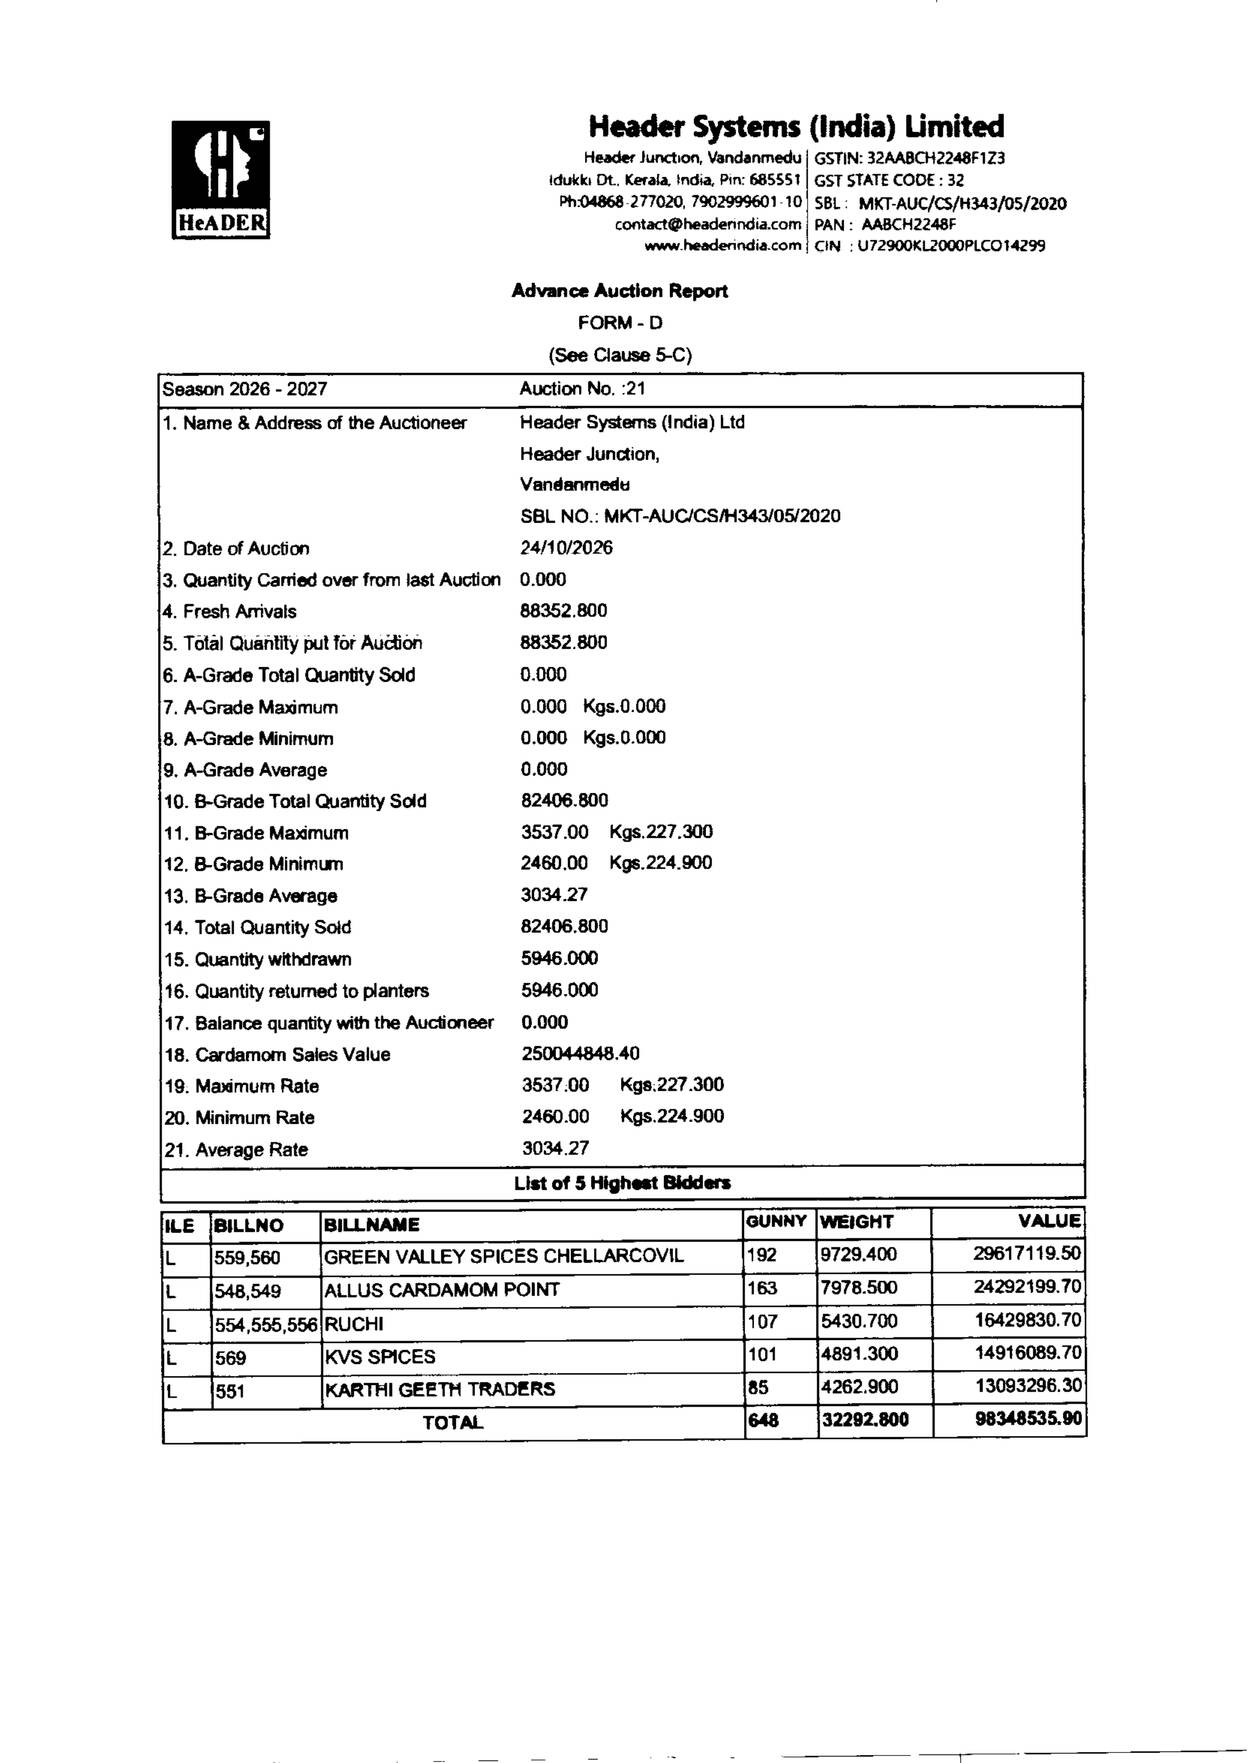 HeADER
Header Systems (India) Limited
Header Junction, Vandanmedu GSTIN: 32AABCH2248F1Z3
Idukki Dt., Kerala, India, Pin: 685551 GST STATE CODE : 32
Ph:04868-277020, 7902999601-10 SBL : MKT-AUC/CS/H343/05/2020
contact@headerindia.com PAN : AABCH2248F
www.headerindia.com CIN : U72900KL2000PLCO14299
Advance Auction Report
FORM - D
(See Clause 5-C)
Season 2026 - 2027 Auction No. :21
1. Name & Address of the Auctioneer Header Systems (India) Ltd
Header Junction,
Vandanmedu
SBL NO.: MKT-AUC/CS/H343/05/2020
2. Date of Auction 24/10/2026
3. Quantity Carried over from last Auction 0.000
4. Fresh Arrivals 88352.800
5. Total Quantity put for Auction 88352.800
6. A-Grade Total Quantity Sold 0.000
7. A-Grade Maximum 0.000 Kgs.0.000
8. A-Grade Minimum 0.000 Kgs.0.000
9. A-Grade Average 0.000
10. B-Grade Total Quantity Sold 82406.800
11. B-Grade Maximum 3537.00 Kgs.227.300
12. B-Grade Minimum 2460.00 Kgs.224.900
13. B-Grade Average 3034.27
14. Total Quantity Sold 82406.800
15. Quantity withdrawn 5946.000
16. Quantity returned to planters 5946.000
17. Balance quantity with the Auctioneer 0.000
18. Cardamom Sales Value 250044848.40
19. Maximum Rate 3537.00 Kgs.227.300
20. Minimum Rate 2460.00 Kgs.224.900
21. Average Rate 3034.27
List of 5 Highest Bidders
ILE BILLNO BILLNAME GUNNY WEIGHT VALUE
L 559,560 GREEN VALLEY SPICES CHELLARCOVIL 192 9729.400 29617119.50
L 548,549 ALLUS CARDAMOM POINT 163 7978.500 24292199.70
L 554,555,556 RUCHI 107 5430.700 16429830.70
L 569 KVS SPICES 101 4891.300 14916089.70
L 551 KARTHI GEETH TRADERS 85 4262.900 13093296.30
TOTAL 648 32292.800 98348535.90